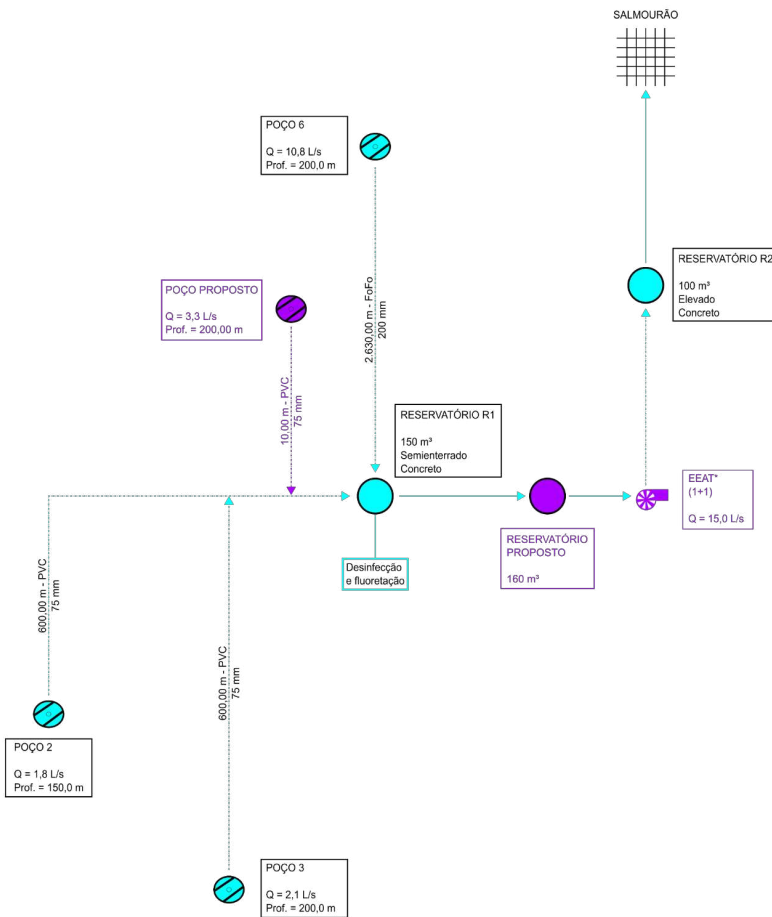 SALMOURÃO
POÇO 6
Q = 10,8 L/s
Prof. = 200,0 m
RESERVATÓRIO R2
100 m³
Elevado
Concreto
POÇO PROPOSTO
Q = 3,3 L/s
Prof. = 200,00 m
2.630,00 m - FoFo
200 mm
10,00 m - PVC
75 mm
RESERVATÓRIO R1
150 m³
Semienterrado
Concreto
EEAT*
(1+1)
Q = 15,0 L/s
RESERVATÓRIO
PROPOSTO
160 m³
Desinfecção
e fluoretação
600,00 m - PVC
75 mm
600,00 m - PVC
75 mm
POÇO 2
Q = 1,8 L/s
Prof. = 150,0 m
POÇO 3
Q = 2,1 L/s
Prof. = 200,0 m